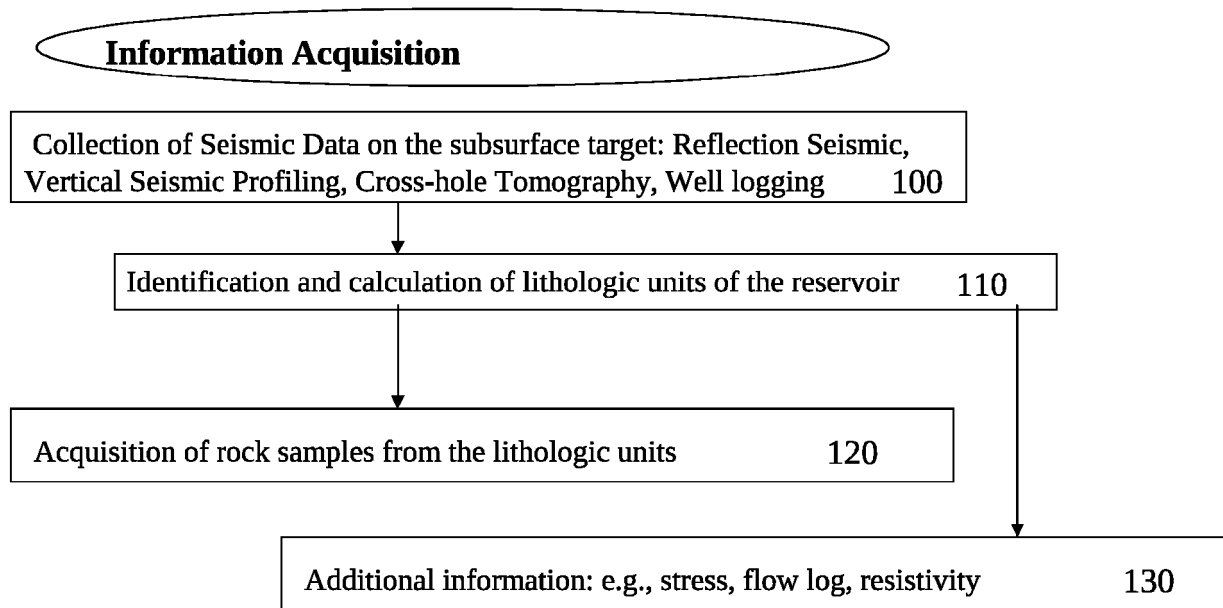 Information Acquisition
Collection of Seismic Data on the subsurface target: Reflection Seismic,
Vertical Seismic Profiling, Cross-hole Tomography, Well logging 100
Identification and calculation of lithologic units of the reservoir 110
Acquisition of rock samples from the lithologic units 120
Additional information: e.g., stress, flow log, resistivity 130